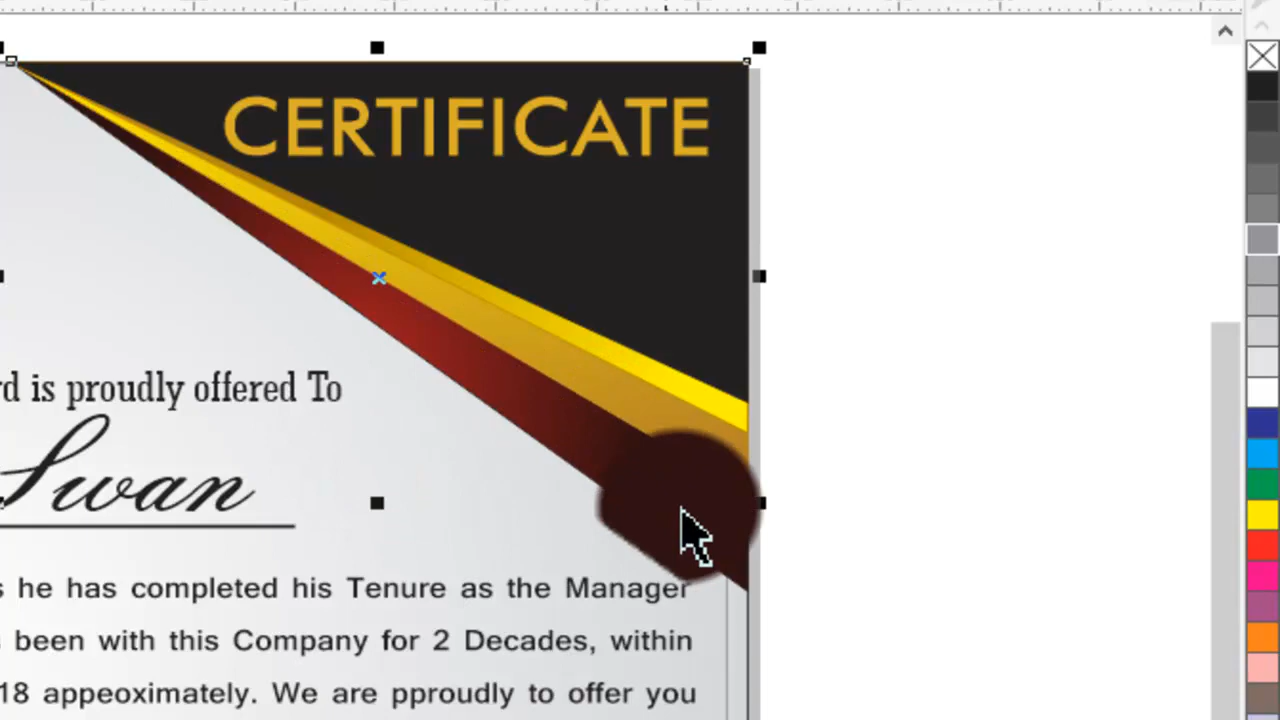 CERTIFICATE
is proudly offered To
Swan
he has completed his Tenure as the Manager
been with this Company for 2 Decades, within
18 appeoximately. We are pproudly to offer you